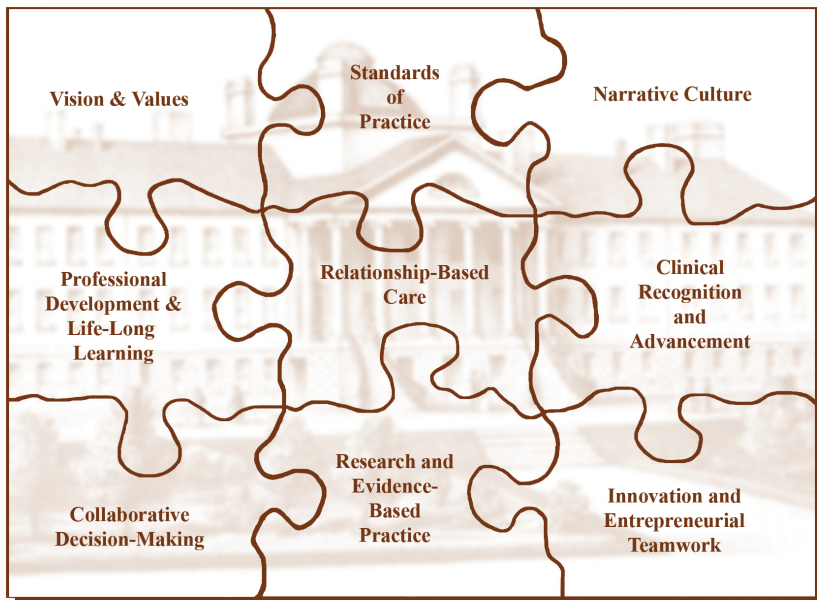 Vision & Values
Standards
of
Practice
Narrative Culture
Professional
Development &
Life-Long
Learning
Relationship-Based
Care
Clinical
Recognition
and
Advancement
Collaborative
Decision-Making
Research and
Evidence-
Based
Practice
Innovation and
Entrepreneurial
Teamwork